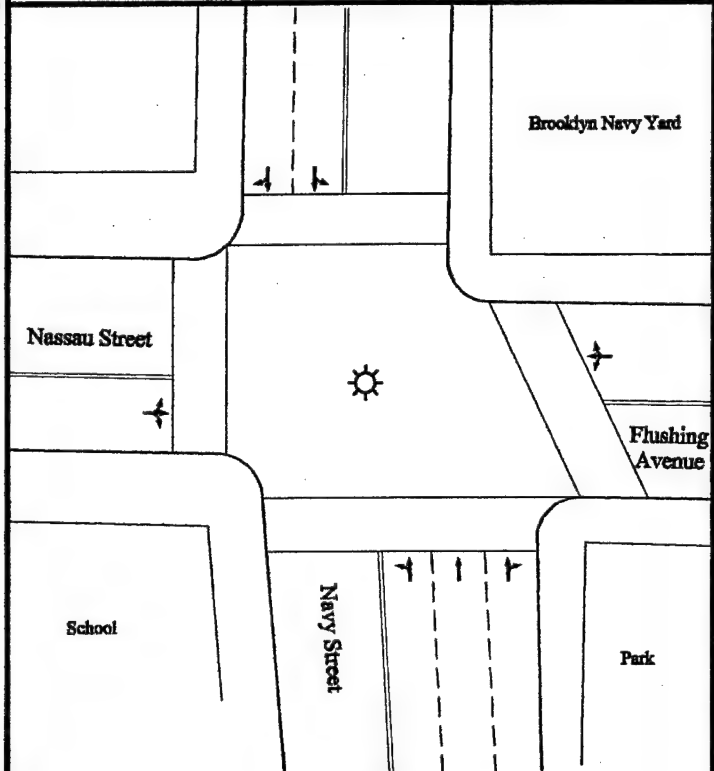 Brooklyn Navy Yard
Nassau Street
Flushing
Avenue
Navy Street
School
Park